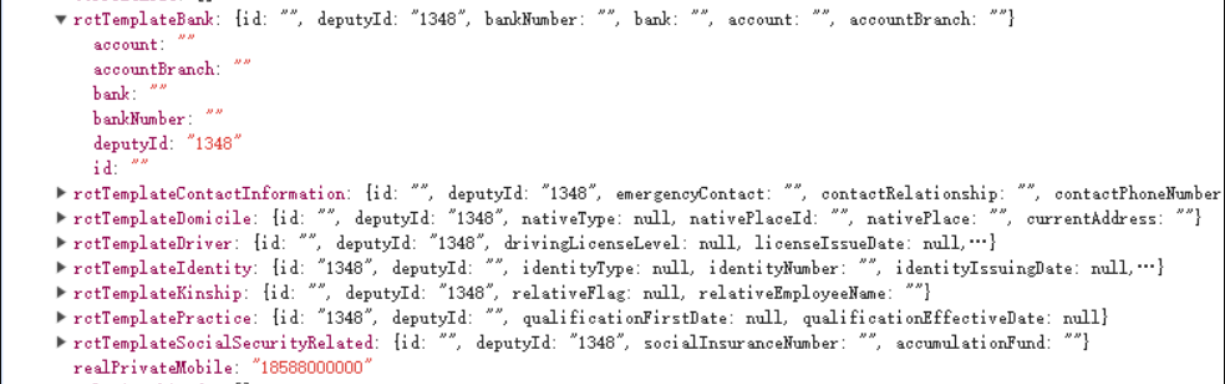 ▼ rctTemplateBank: {id: "", deputyId: "1348", bankNumber: "", bank: "", account: "", accountBranch: ""}
account: ""
accountBranch: ""
bank: ""
bankNumber: ""
deputyId: "1348"
id: ""
▶ rctTemplateContactInformation: {id: "", deputyId: "1348", emergencyContact: "", contactRelationship: "", contactPhoneNumber
▶ rctTemplateDomicile: {id: "", deputyId: "1348", nativeType: null, nativePlaceId: "", nativePlace: "", currentAddress: ""}
▶ rctTemplateDriver: {id: "", deputyId: "1348", drivingLicenseLevel: null, licenseIssueDate: null,…}
▶ rctTemplateIdentity: {id: "1348", deputyId: "", identityType: null, identityNumber: "", identityIssuingDate: null,…}
▶ rctTemplateKinship: {id: "", deputyId: "1348", relativeFlag: null, relativeEmployeeName: ""}
▶ rctTemplatePractice: {id: "1348", deputyId: "", qualificationFirstDate: null, qualificationEffectiveDate: null}
▶ rctTemplateSocialSecurityRelated: {id: "", deputyId: "1348", socialInsuranceNumber: "", accumulationFund: ""}
realPrivateMobile: "18588000000"